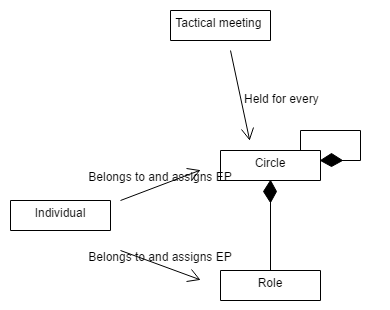 Tactical meeting
Held for every
Circle
Belongs to and assigns EP
Individual
Belongs to and assigns EP
Role